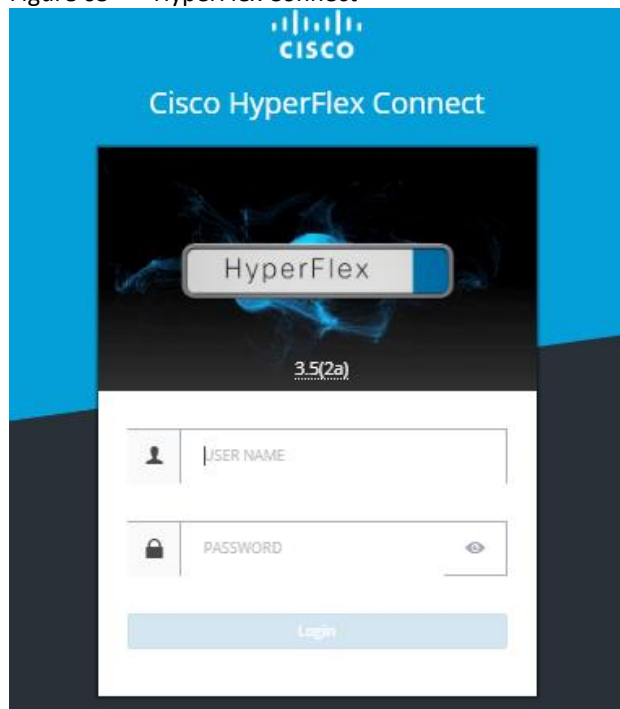 CISCO
Cisco HyperFlex Connect
HyperFlex
3.5(2a)
USER NAME
PASSWORD
Login